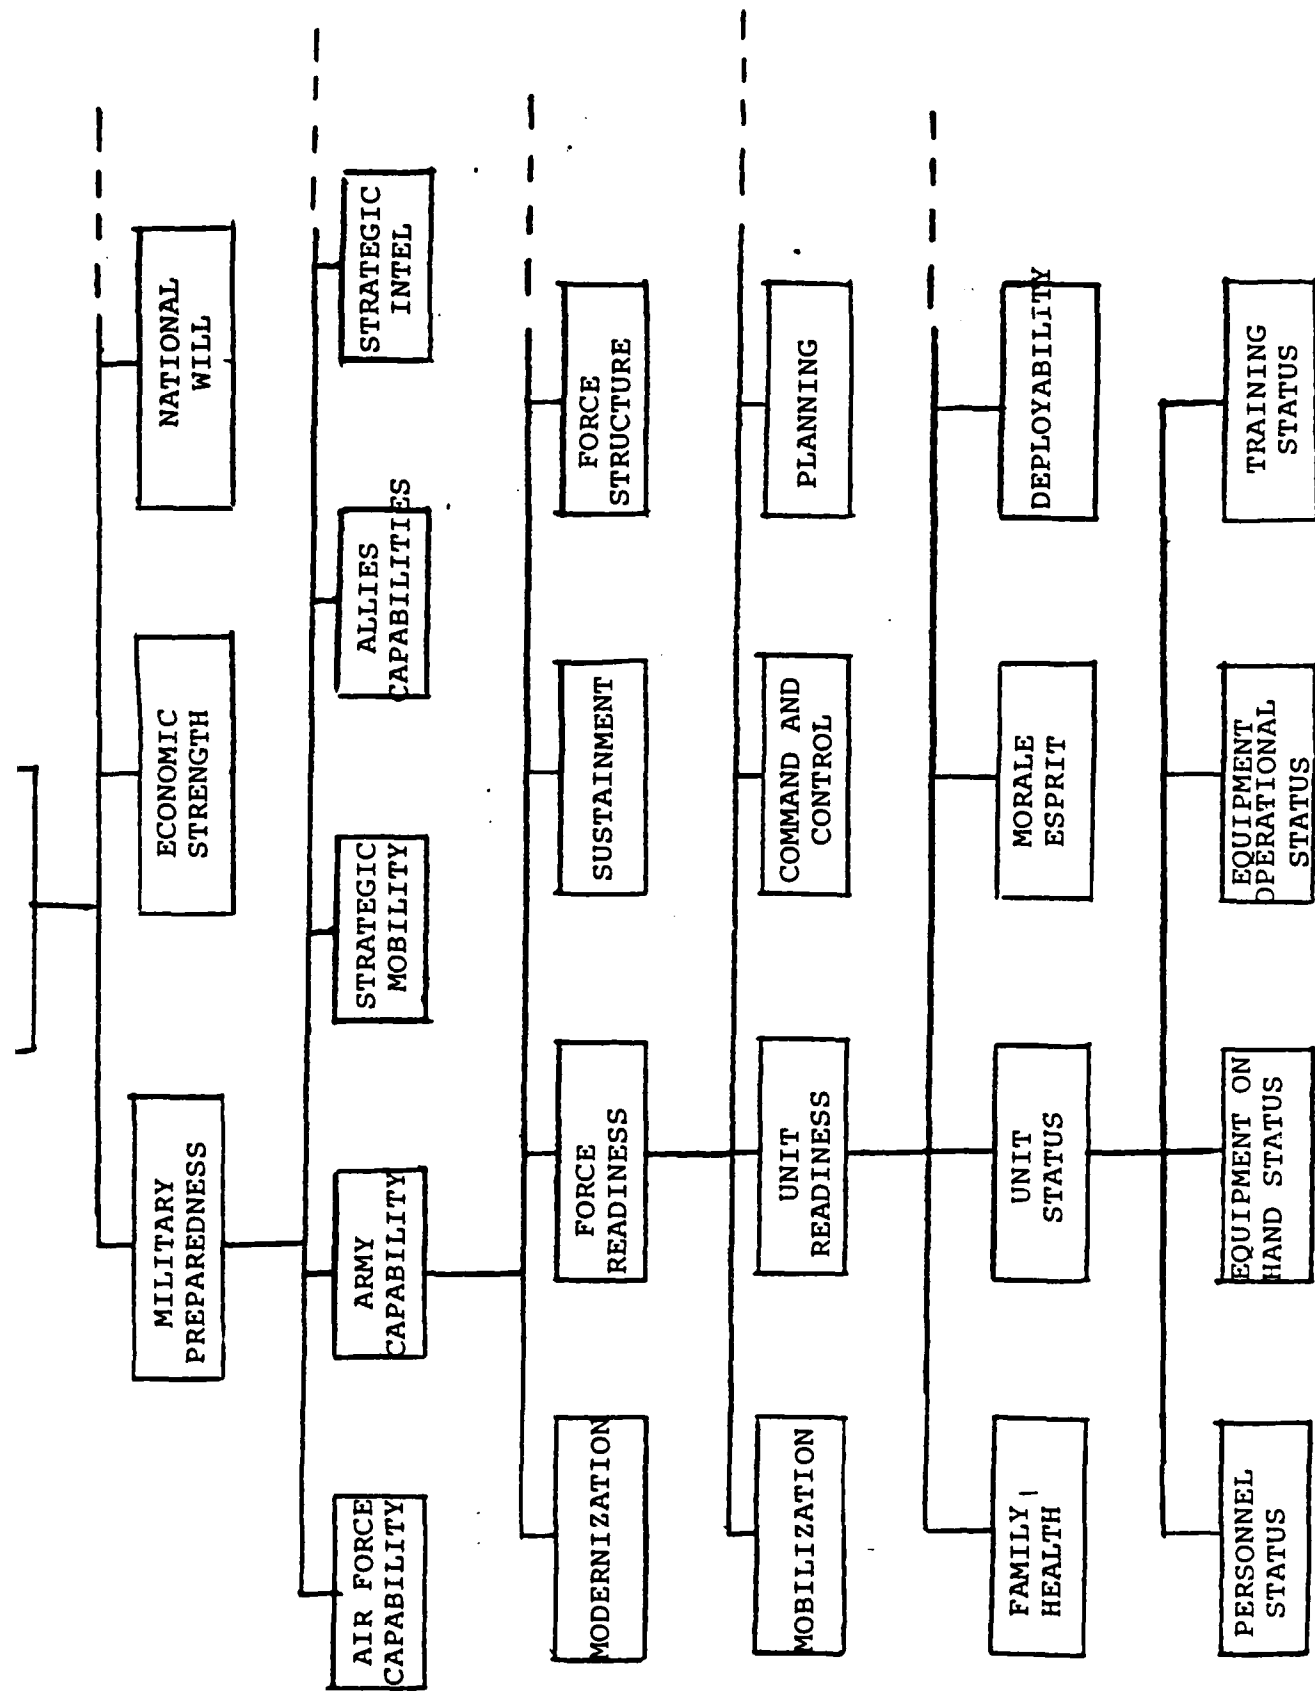 MILITARY
PREPAREDNESS
ECONOMIC
STRENGTH
NATIONAL
WILL
AIR FORCE
CAPABILITY
ARMY
CAPABILITY
STRATEGIC
MOBILITY
ALLIES
CAPABILITIES
STRATEGIC
INTEL
MODERNIZATION
FORCE
READINESS
SUSTAINMENT
FORCE
STRUCTURE
MOBILIZATION
UNIT
READINESS
COMMAND AND
CONTROL
PLANNING
FAMILY
HEALTH
UNIT
STATUS
MORALE
ESPRIT
DEPLOYABILITY
PERSONNEL
STATUS
EQUIPMENT ON
HAND STATUS
EQUIPMENT
OPERATIONAL
STATUS
TRAINING
STATUS